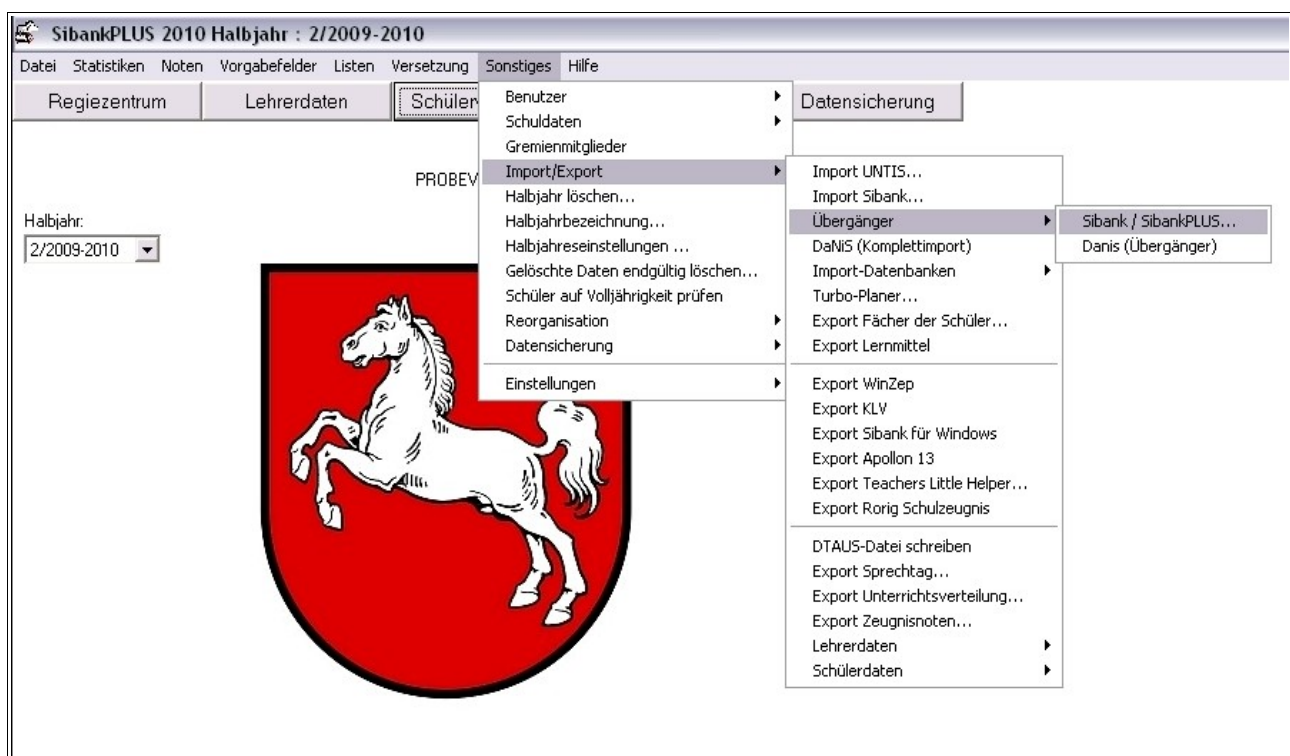 SibankPLUS 2010 Halbjahr : 2/2009-2010
Datei Statistiken Noten Vorgabefelder Listen Versetzung Sonstiges Hilfe
Regiezentrum Lehrerdaten Schüler Datensicherung
PROBEV
Halbjahr:
2/2009-2010
Benutzer
Schuldaten
Gremienmitglieder
Import/Export
Halbjahr löschen...
Halbjahrbezeichnung...
Halbjahreseinstellungen ...
Gelöschte Daten endgültig löschen...
Schüler auf Volljährigkeit prüfen
Reorganisation
Datensicherung
Einstellungen
Import UNTIS...
Import Sibank...
Übergänger
DaNiS (Komplettimport)
Import-Datenbanken
Turbo-Planer...
Export Fächer der Schüler...
Export Lernmittel
Export WinZep
Export KLV
Export Sibank für Windows
Export Apollon 13
Export Teachers Little Helper...
Export Rorig Schulzeugnis
DTAUS-Datei schreiben
Export Sprechtag...
Export Unterrichtsverteilung...
Export Zeugnisnoten...
Lehrerdaten
Schülerdaten
Sibank / SibankPLUS...
Danis (Übergänger)